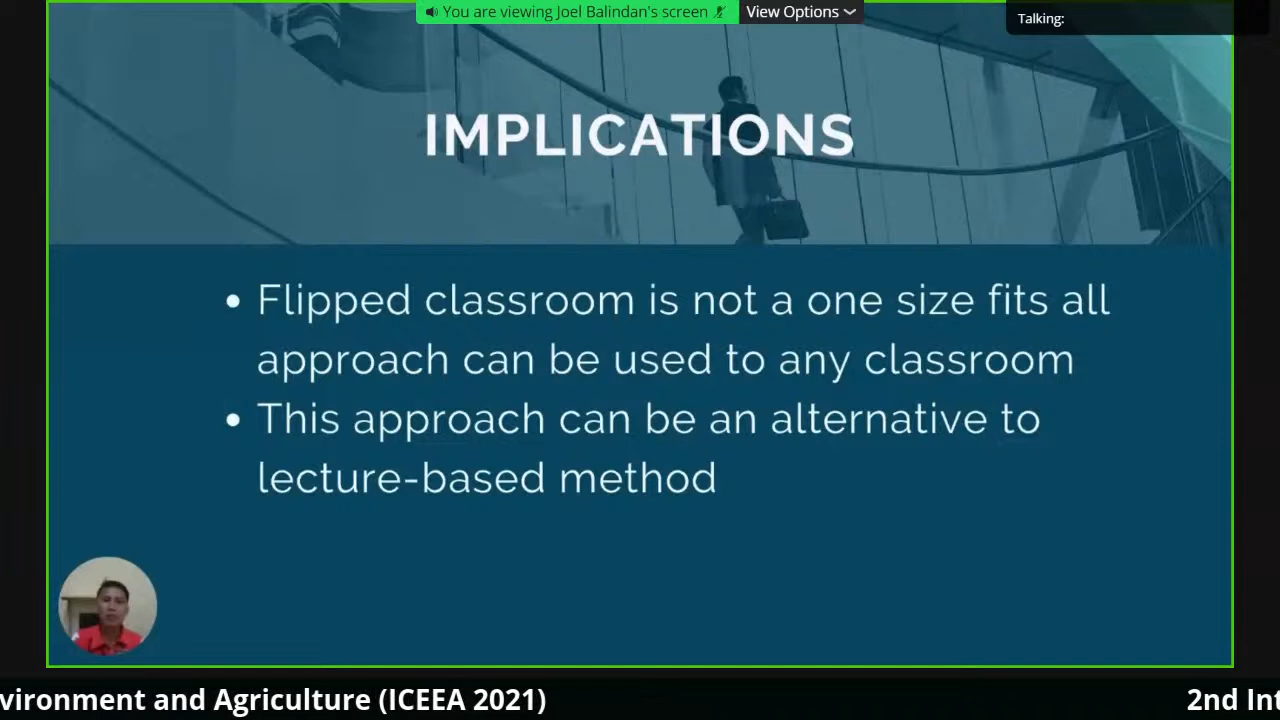 You are viewing Joel Balindan's screen
View Options
Talking:
IMPLICATIONS
• Flipped classroom is not a one size fits all
approach can be used to any classroom
• This approach can be an alternative to
lecture-based method
vironment and Agriculture (ICEEA 2021)
2nd Int